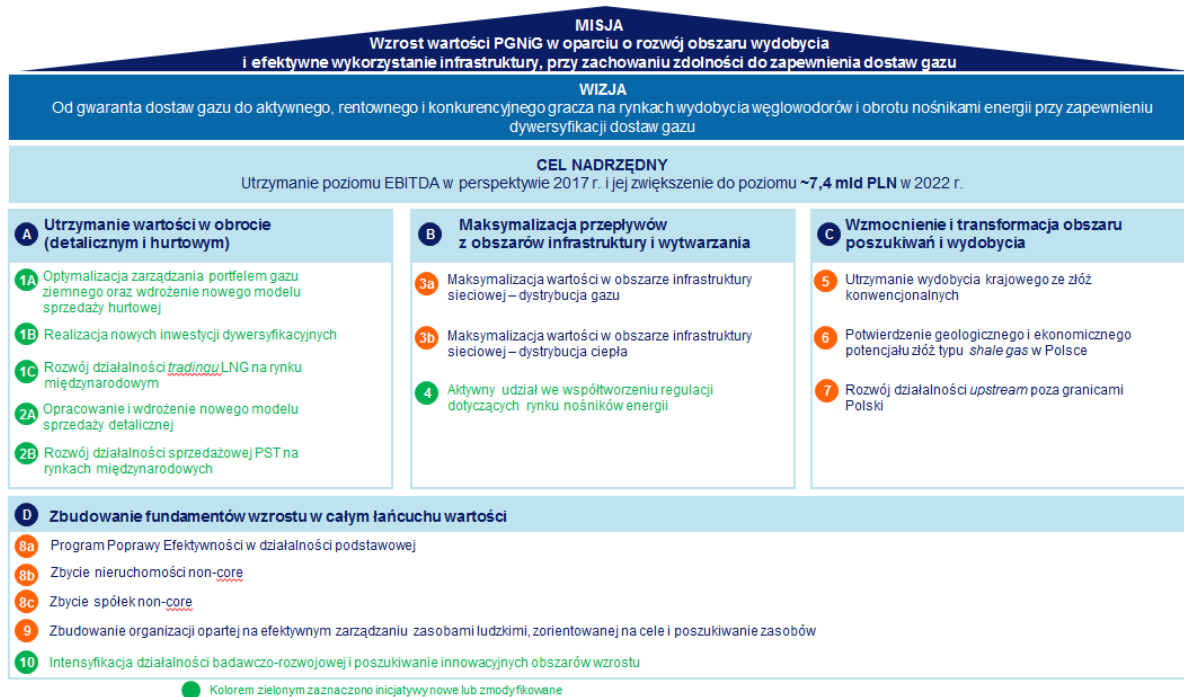 MISJA
Wzrost wartości PGNiG w oparciu o rozwój obszaru wydobycia
i efektywne wykorzystanie infrastruktury, przy zachowaniu zdolności do zapewnienia dostaw gazu
WIZJA
Od gwaranta dostaw gazu do aktywnego, rentownego i konkurencyjnego gracza na rynkach wydobycia węglowodorów i obrotu nośnikami energii przy zapewnieniu
dywersyfikacji dostaw gazu
CEL NADRZĘDNY
Utrzymanie poziomu EBITDA w perspektywie 2017 r. i jej zwiększenie do poziomu ~7,4 mld PLN w 2022 r.
A Utrzymanie wartości w obrocie
(detalicznym i hurtowym)
1A Optymalizacja zarządzania portfelem gazu
ziemnego oraz wdrożenie nowego modelu
sprzedaży hurtowej
1B Realizacja nowych inwestycji dywersyfikacyjnych
1C Rozwój działalności tradingu LNG na rynku
międzynarodowym
2A Opracowanie i wdrożenie nowego modelu
sprzedaży detalicznej
2B Rozwój działalności sprzedażowej PST na
rynkach międzynarodowych
B Maksymalizacja przepływów
z obszarów infrastruktury i wytwarzania
3a Maksymalizacja wartości w obszarze infrastruktury
sieciowej – dystrybucja gazu
3b Maksymalizacja wartości w obszarze infrastruktury
sieciowej – dystrybucja ciepła
4 Aktywny udział we współtworzeniu regulacji
dotyczących rynku nośników energii
C Wzmocnienie i transformacja obszaru
poszukiwań i wydobycia
5 Utrzymanie wydobycia krajowego ze złóż
konwencjonalnych
6 Potwierdzenie geologicznego i ekonomicznego
potencjału złóż typu shale gas w Polsce
7 Rozwój działalności upstream poza granicami
Polski
D Zbudowanie fundamentów wzrostu w całym łańcuchu wartości
8a Program Poprawy Efektywności w działalności podstawowej
8b Zbycie nieruchomości non-core
8c Zbycie spółek non-core
9 Zbudowanie organizacji opartej na efektywnym zarządzaniu zasobami ludzkimi, zorientowanej na cele i poszukiwanie zasobów
10 Intensyfikacja działalności badawczo-rozwojowej i poszukiwanie innowacyjnych obszarów wzrostu
Kolorem zielonym zaznaczono inicjatywy nowe lub zmodyfikowane